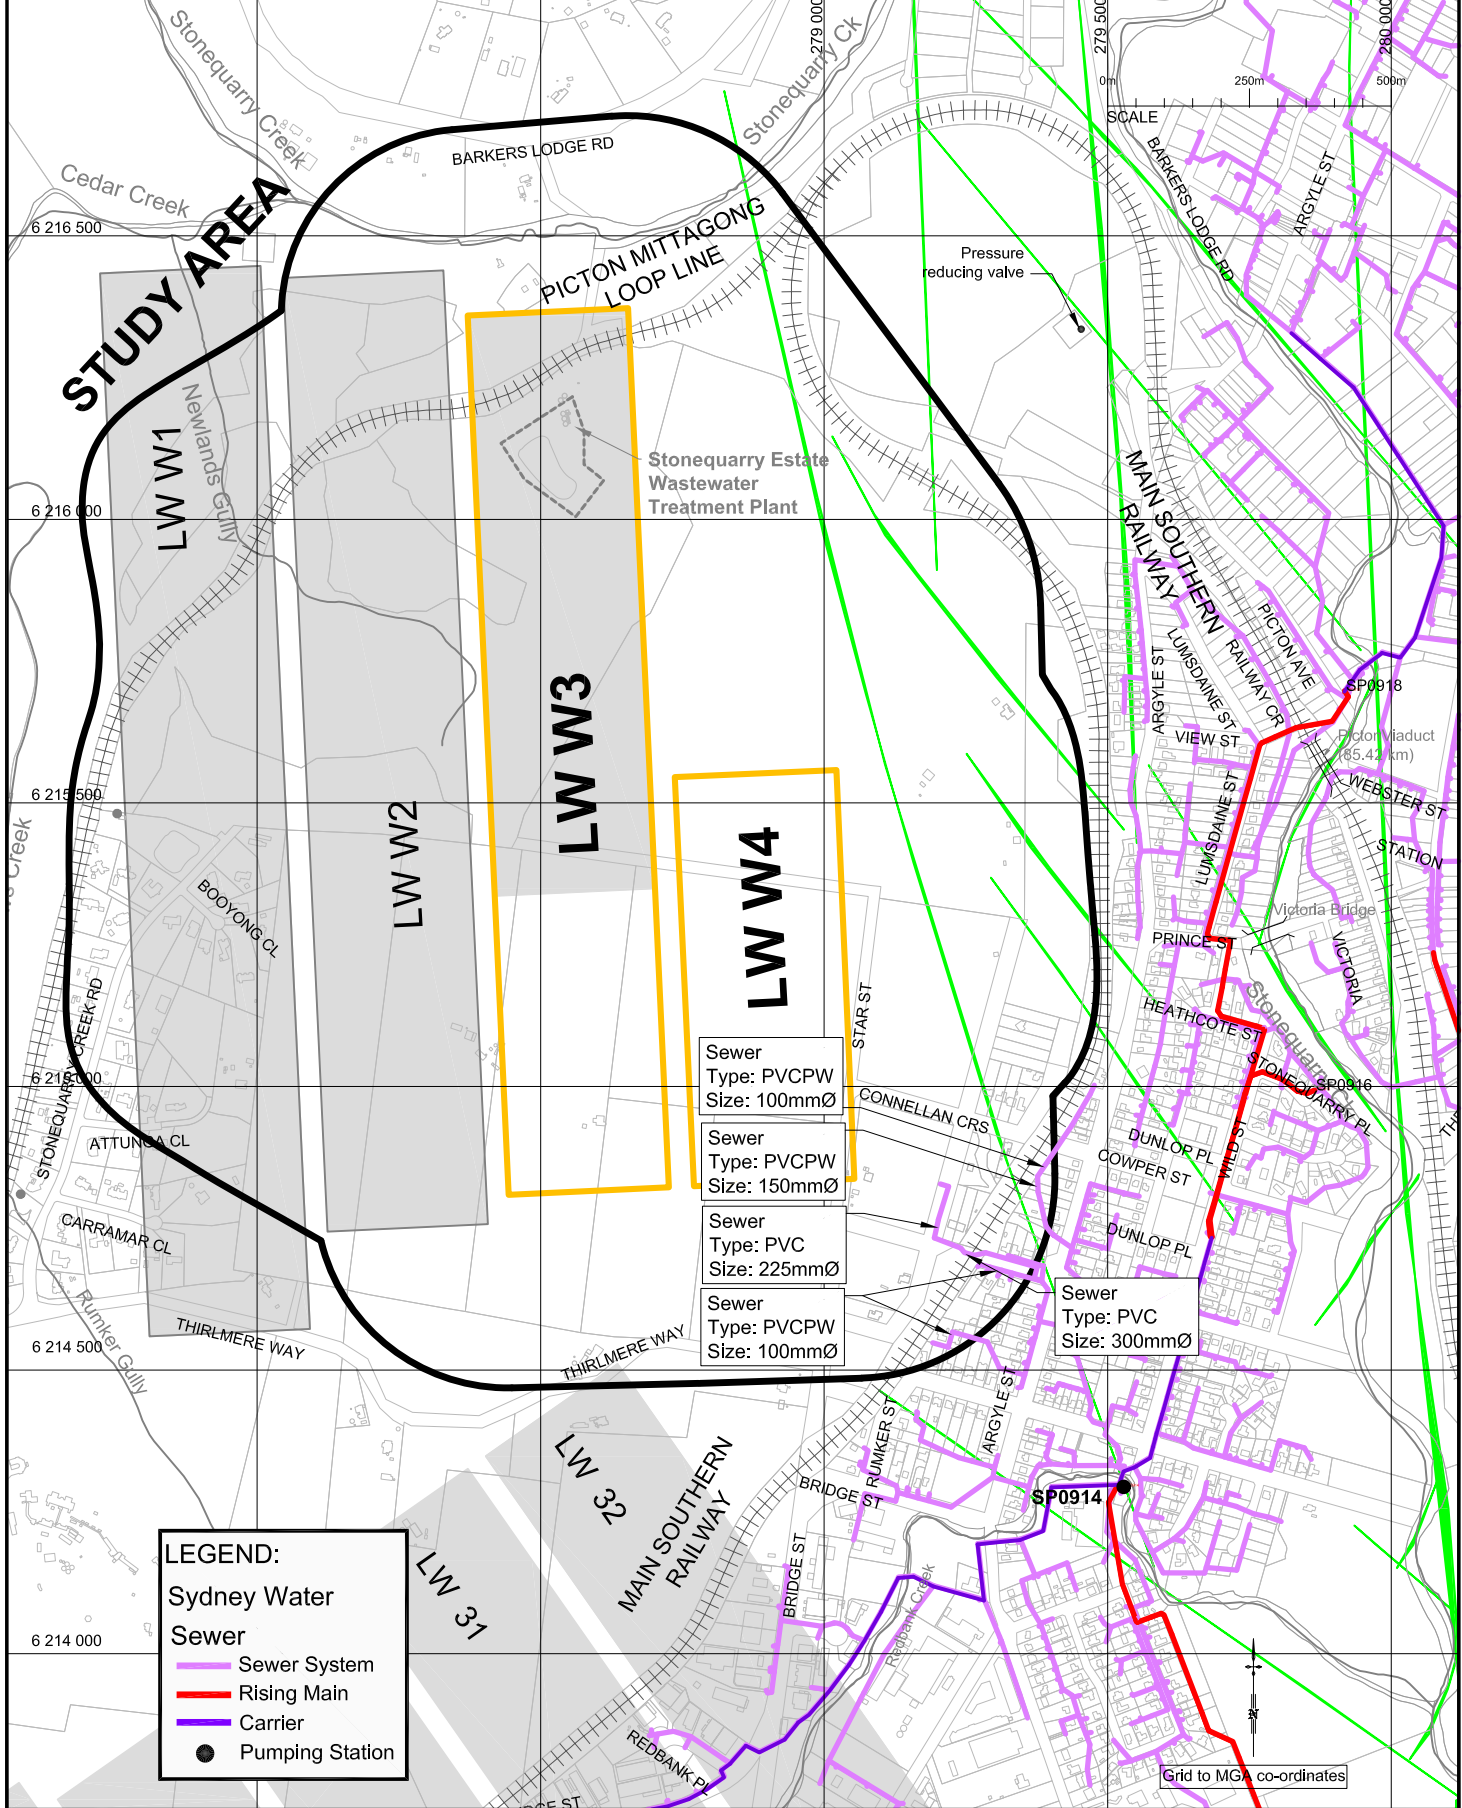 Stonequarry Creek
Stonequarry Ck
279 000
279 500
280 000
0m
250m
500m
SCALE
BARKERS LODGE RD
BARKERS LODGE RD
ARGYLE ST
Cedar Creek
STUDY AREA
6 216 500
PICTON MITTAGONG
LOOP LINE
Pressure
reducing valve
LW W1
Newlands Gully
Stonequarry Estate
Wastewater
Treatment Plant
6 216 000
MAIN SOUTHERN
RAILWAY
PICTON AVE
LUMSDAINE ST
RAILWAY CR
ARGYLE ST
VIEW ST
SP0918
Picton Viaduct
(85.42 km)
WEBSTER ST
STATION
LW W3
LW W2
LW W4
6 215 500
Creek
BOOYONG CL
LUMSDAINE ST
Victoria Bridge
PRINCE ST
VICTORIA
STAR ST
HEATHCOTE ST
Stonequarry
STONEQUARRY CREEK RD
6 215 000
SP0916
STONEQUARRY PL
Sewer
Type: PVCPW
Size: 100mmØ
CONNELLAN CRS
Sewer
Type: PVCPW
Size: 150mmØ
DUNLOP PL
COWPER ST
WILD ST
ATTUNGA CL
Sewer
Type: PVC
Size: 225mmØ
CARRAMAR CL
DUNLOP PL
Sewer
Type: PVCPW
Size: 100mmØ
Sewer
Type: PVC
Size: 300mmØ
Rumker Gully
THIRLMERE WAY
THIRLMERE WAY
6 214 500
ARGYLE ST
RUMKER ST
LW 32
MAIN SOUTHERN
RAILWAY
BRIDGE ST
SP0914
BRIDGE ST
LW 31
Redbank Creek
6 214 000
LEGEND:
Sydney Water
Sewer
Sewer System
Rising Main
Carrier
Pumping Station
REDBANK PL
N
Grid to MGA co-ordinates